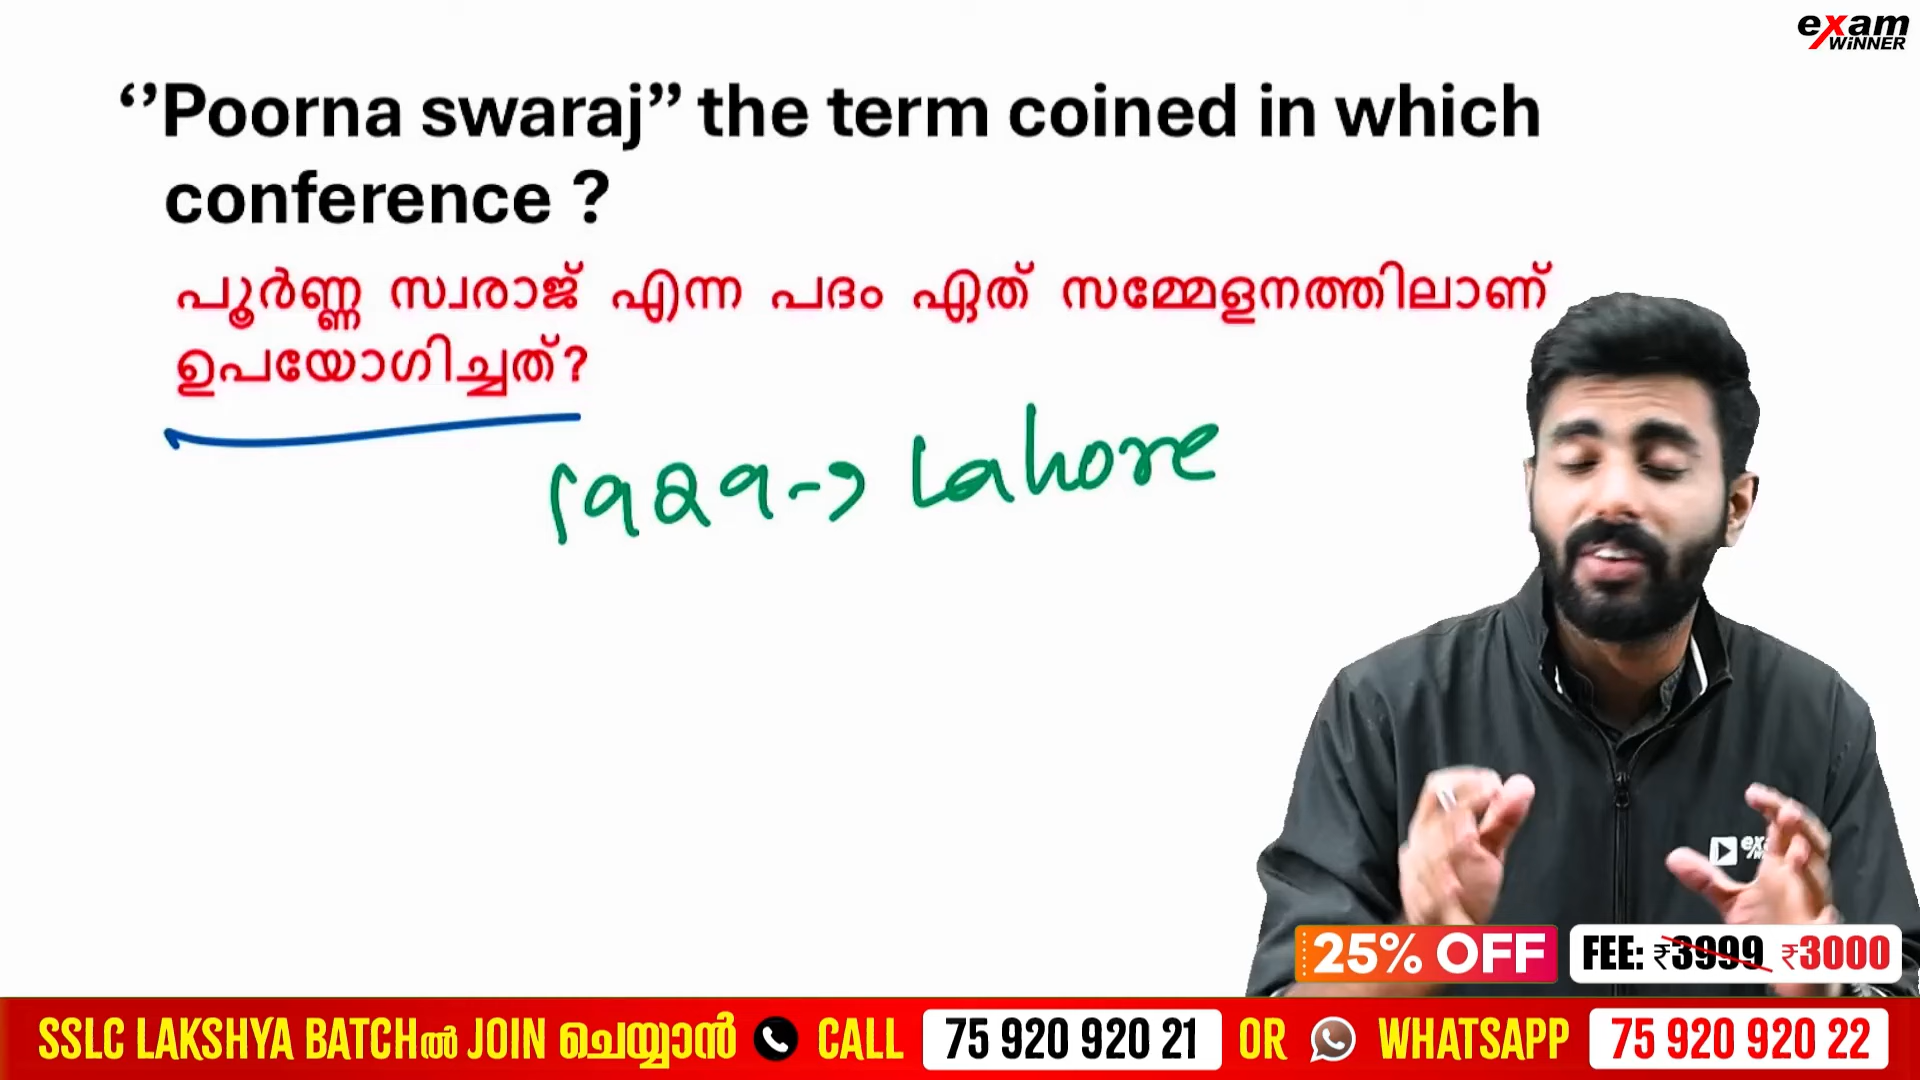 exam
WINNER
‘’Poorna swaraj’’ the term coined in which
conference ?
പൂർണ്ണ സ്വരാജ് എന്ന പദം ഏത് സമ്മേളനത്തിലാണ്
ഉപയോഗിച്ചത്?
1929-> Lahore
25% OFF FEE: ₹3999 ₹3000
SSLC LAKSHYA BATCHൽ JOIN ചെയ്യാൻ CALL 75 920 920 21 OR WHATSAPP 75 920 920 22